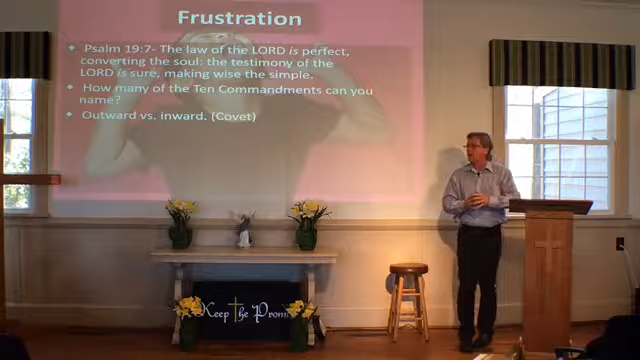 Frustration
❖ Psalm 19:7- The law of the LORD is perfect,
converting the soul: the testimony of the
LORD is sure, making wise the simple.
❖ How many of the Ten Commandments can you
name?
❖ Outward vs. inward. (Covet)
Keep the